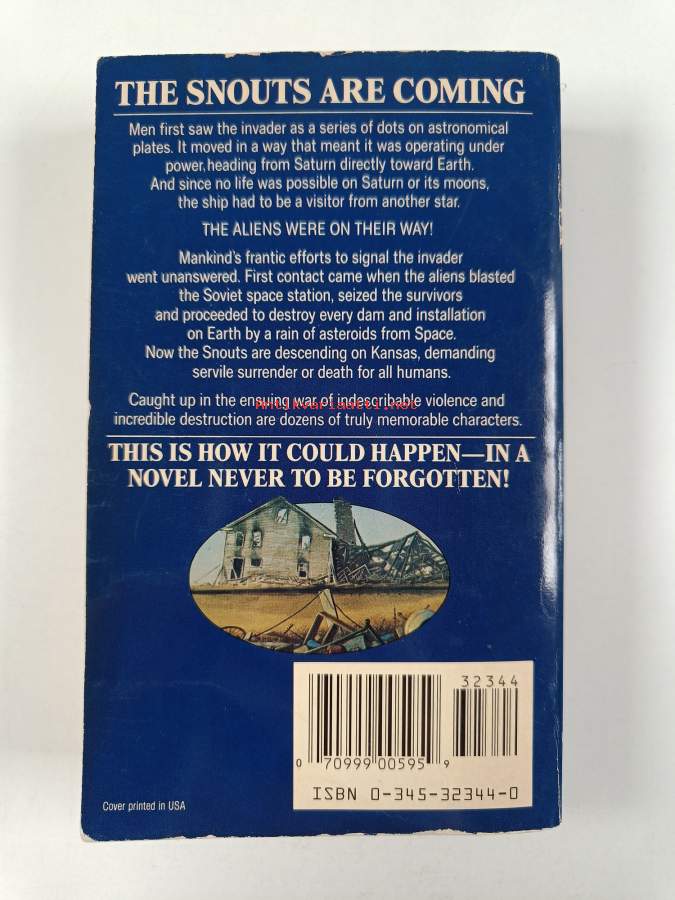 THE SNOUTS ARE COMING
Men first saw the invader as a series of dots on astronomical
plates. It moved in a way that meant it was operating under
power, heading from Saturn directly toward Earth.
And since no life was possible on Saturn or its moons,
the ship had to be a visitor from another star.
THE ALIENS WERE ON THEIR WAY!
Mankind's frantic efforts to signal the invader
went unanswered. First contact came when the aliens blasted
the Soviet space station, seized the survivors
and proceeded to destroy every dam and installation
on Earth by a rain of asteroids from Space.
Now the Snouts are descending on Kansas, demanding
servile surrender or death for all humans.
Caught up in the ensuing war of indescribable violence and
Antikvariaatti.net
incredible destruction are dozens of truly memorable characters.
THIS IS HOW IT COULD HAPPEN—IN A
NOVEL NEVER TO BE FORGOTTEN!
32344
0 70999 00595 9
ISBN 0-345-32344-0
Cover printed in USA